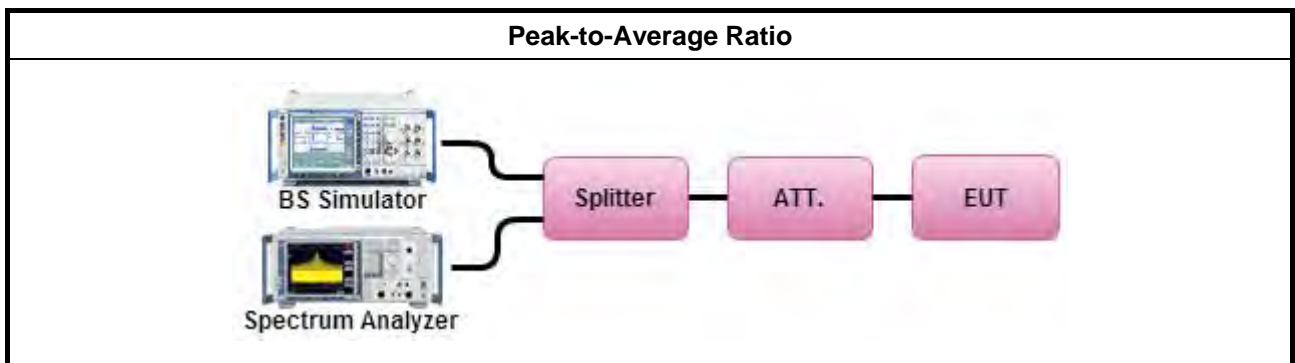 Peak-to-Average Ratio
BS Simulator
Splitter
ATT.
EUT
Spectrum Analyzer